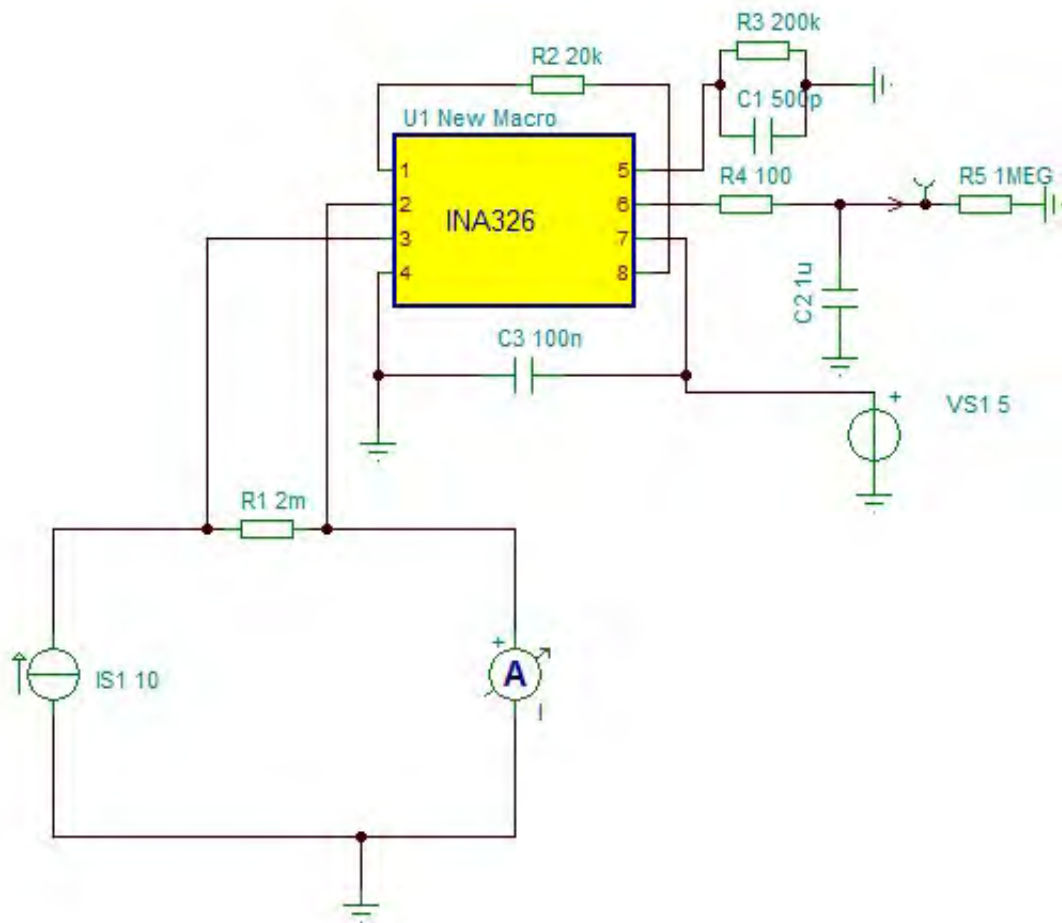 R3 200k
R2 20k
C1 500p
U1 New Macro
R4 100
R5 1MEG
1
2
3
4
INA326
5
6
7
8
C2 1u
C3 100n
+
VS1 5
R1 2m
+
A
IS1 10
I